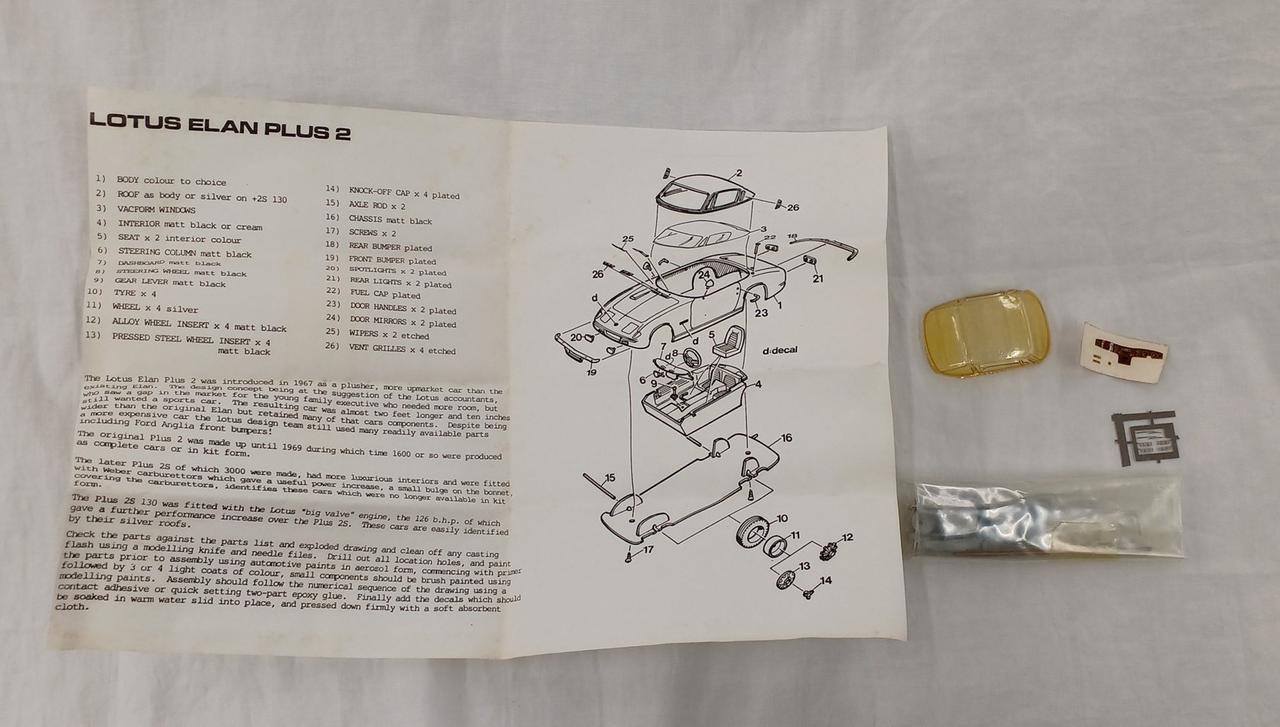 LOTUS ELAN PLUS 2
1) BODY colour to choice
2) ROOF as body or silver on +2S 130
3) VACFORM WINDOWS
4) INTERIOR matt black or cream
5) SEAT x 2 interior colour
6) STEERING COLUMN matt black
7) DASHBOARD matt black
8) STEERING WHEEL matt black
9) GEAR LEVER matt black
10) TYRE x 4
11) WHEEL x 4 silver
12) ALLOY WHEEL INSERT x 4 matt black
13) PRESSED STEEL WHEEL INSERT x 4
matt black
14) KNOCK-OFF CAP x 4 plated
15) AXLE ROD x 2
16) CHASSIS matt black
17) SCREWS x 2
18) REAR BUMPER plated
19) FRONT BUMPER plated
20) SPOTLIGHTS x 2 plated
21) REAR LIGHTS x 2 plated
22) FUEL CAP plated
23) DOOR HANDLES x 2 plated
24) DOOR MIRRORS x 2 plated
25) WIPERS x 2 etched
26) VENT GRILLES x 4 etched
The Lotus Elan Plus 2 was introduced in 1967 as a plusher, more upmarket car than the
existing Elan. The design concept being at the suggestion of the Lotus accountants,
who saw a gap in the market for the young family executive who needed more room, but
still wanted a sports car. The resulting car was almost two feet longer and ten inches
wider than the original Elan but retained many of that cars components. Despite being
a more expensive car the lotus design team still used many readily available parts
including Ford Anglia front bumpers!
The original Plus 2 was made up until 1969 during which time 1600 or so were produced
as complete cars or in kit form.
The later Plus 2S of which 3000 were made, had more luxurious interiors and were fitted
with Weber carburettors which gave a useful power increase, a small bulge on the bonnet,
covering the carburettors, identifies these cars which were no longer available in kit
form.
The Plus 2S 130 was fitted with the Lotus "big valve" engine, the 126 b.h.p. of which
gave a further performance increase over the Plus 2S. These cars are easily identified
by their silver roofs.
Check the parts against the parts list and exploded drawing and clean off any casting
flash using a modelling knife and needle files. Drill out all location holes, and paint
the parts prior to assembly using automotive paints in aerosol form, commencing with primer
followed by 3 or 4 light coats of colour, small components should be brush painted using
modelling paints. Assembly should follow the numerical sequence of the drawing using a
contact adhesive or quick setting two-part epoxy glue. Finally add the decals which should
be soaked in warm water slid into place, and pressed down firmly with a soft absorbent
cloth.
2
26
3
25
22
18
26
24
21
d
1
23
20
5
d
7
d:decal
d
8
19
6
9
4
16
15
10
11
12
17
13
14